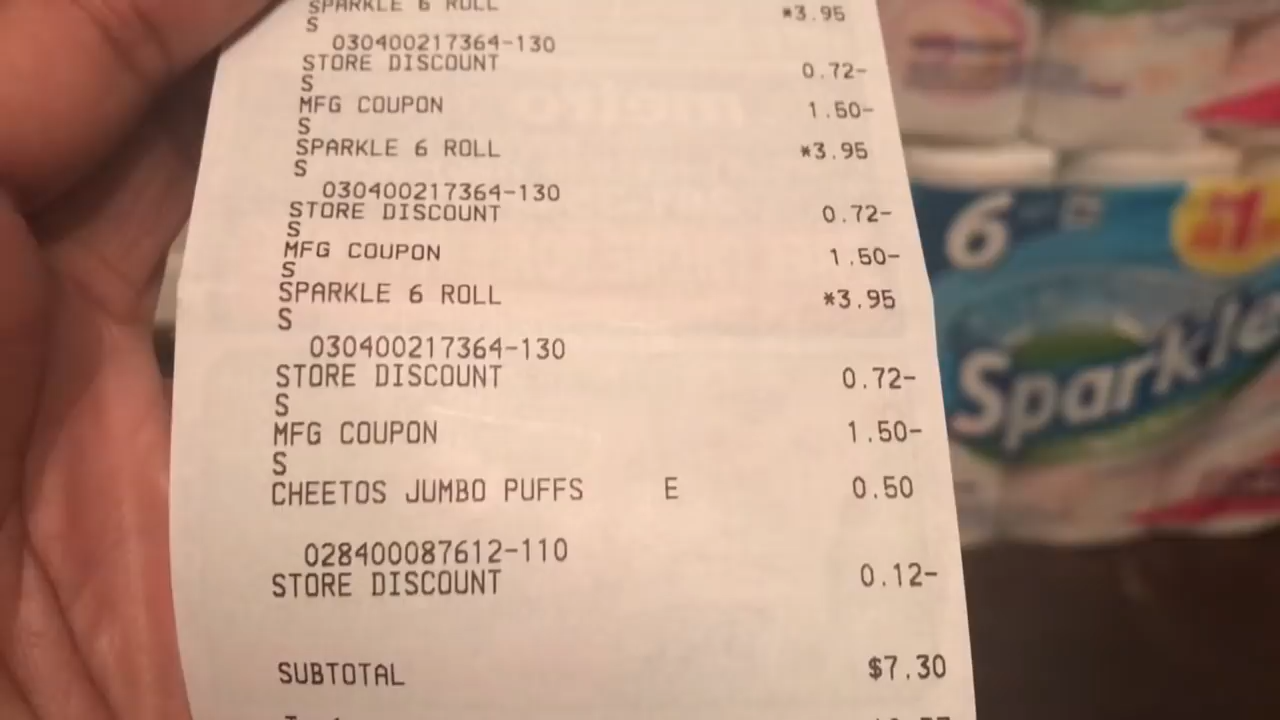 SPARKLE 6 ROLL *3.95
S
030400217364-130
STORE DISCOUNT 0.72-
S
MFG COUPON 1.50-
S
SPARKLE 6 ROLL *3.95
S
030400217364-130
STORE DISCOUNT 0.72-
S
MFG COUPON 1.50-
S
SPARKLE 6 ROLL *3.95
S
030400217364-130
STORE DISCOUNT 0.72-
S
MFG COUPON 1.50-
S
CHEETOS JUMBO PUFFS E 0.50
028400087612-110
STORE DISCOUNT 0.12-
SUBTOTAL $7.30
6
$1
Sparkle